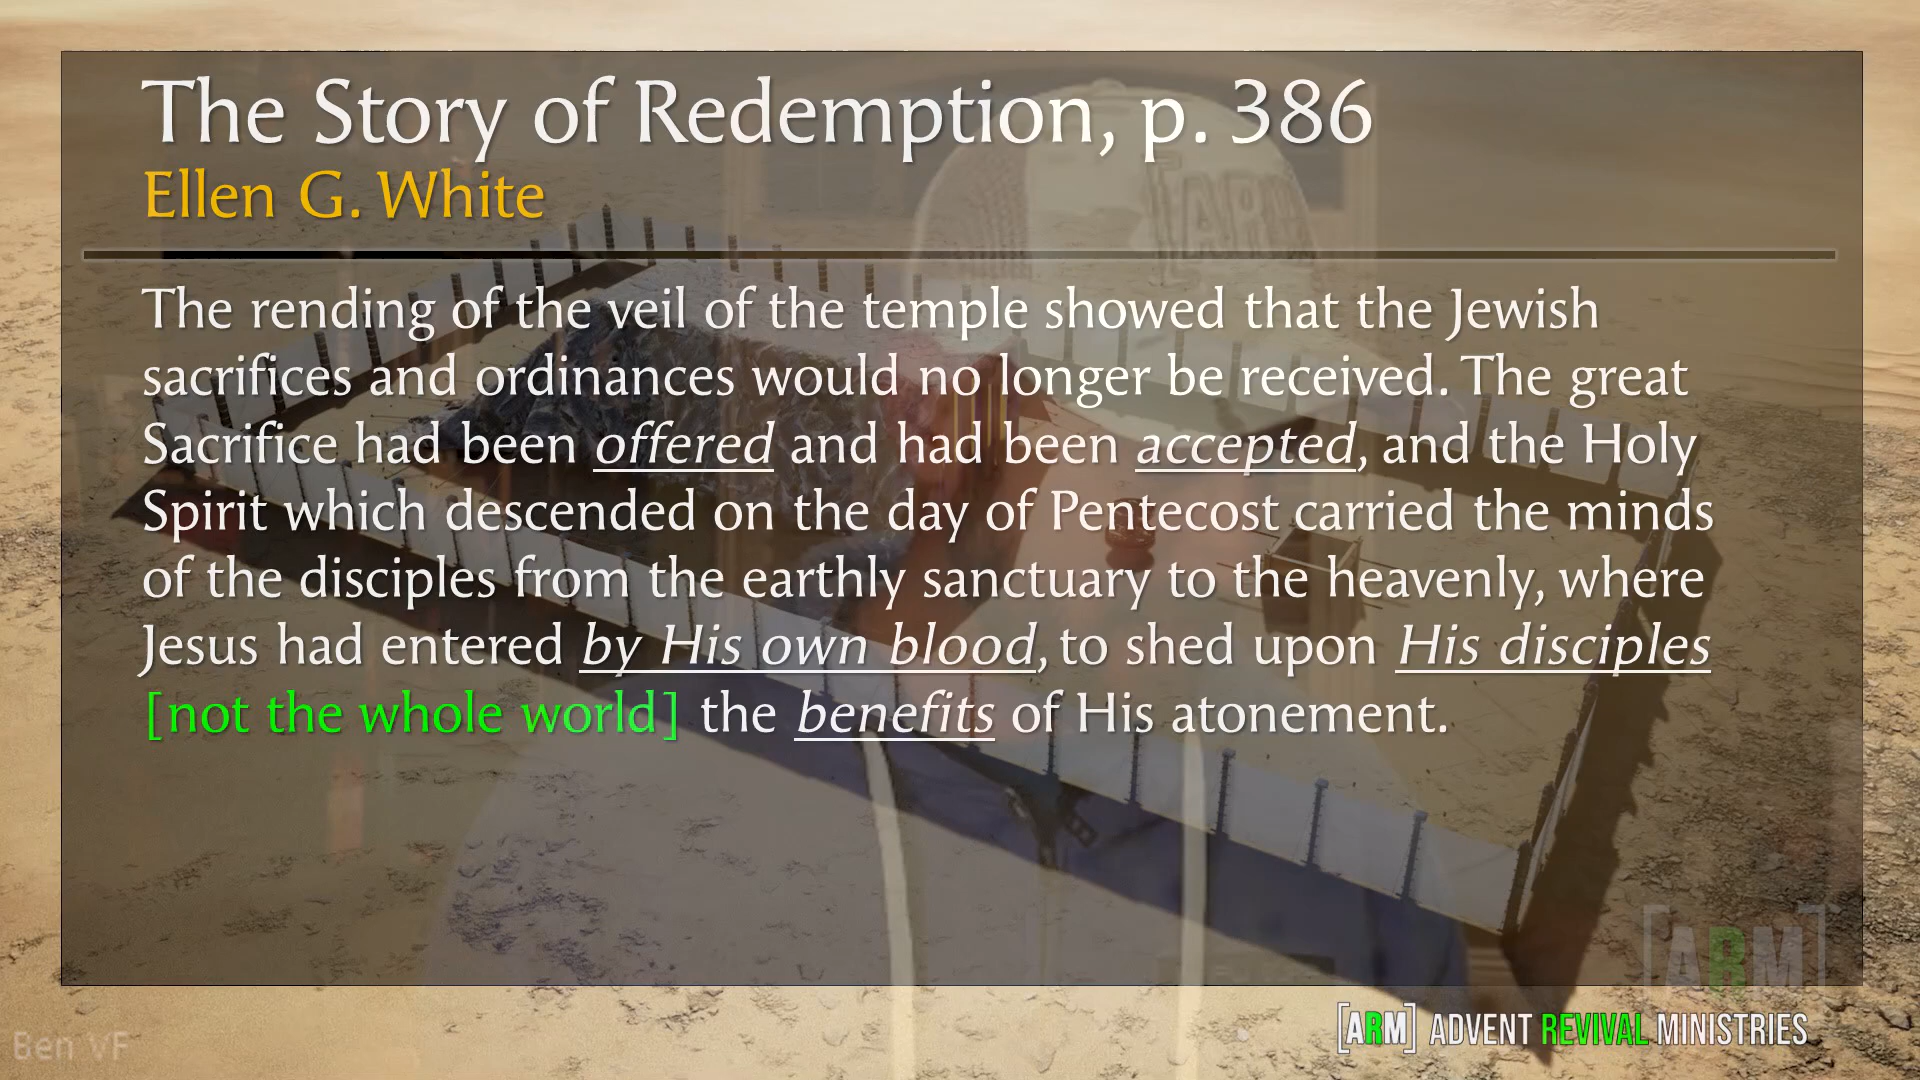 The Story of Redemption, p. 386
Ellen G. White
The rending of the veil of the temple showed that the Jewish
sacrifices and ordinances would no longer be received. The great
Sacrifice had been offered and had been accepted, and the Holy
Spirit which descended on the day of Pentecost carried the minds
of the disciples from the earthly sanctuary to the heavenly, where
Jesus had entered by His own blood, to shed upon His disciples
[not the whole world] the benefits of His atonement.
[ARM]
[ARM]
[ARM] ADVENT REVIVAL MINISTRIES
Ben VF